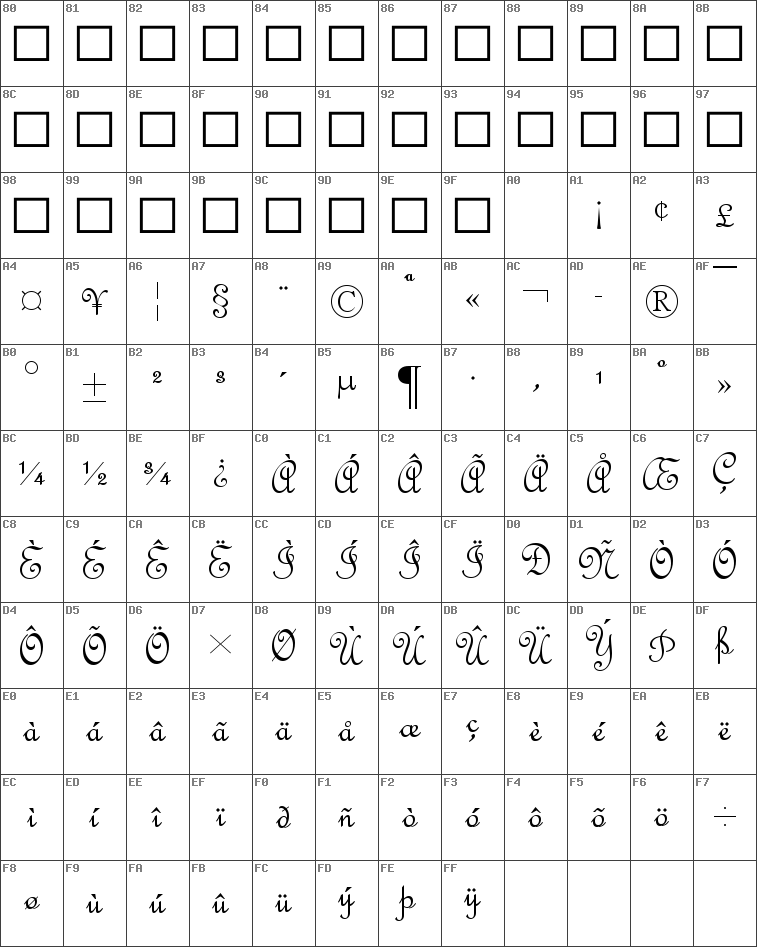 80 81 82 83 84 85 86 87 88 89 8A 8B
□ □ □ □ □ □ □ □ □ □ □ □
8C 8D 8E 8F 90 91 92 93 94 95 96 97
□ □ □ □ □ □ □ □ □ □ □ □
98 99 9A 9B 9C 9D 9E 9F A0 A1 A2 A3
□ □ □ □ □ □ □ □ ¡ ¢ £
A4 A5 A6 A7 A8 A9 AA AB AC AD AE AF
¤ ¥ ¦ § ¨ © ª « ¬ - ® ¯
B0 B1 B2 B3 B4 B5 B6 B7 B8 B9 BA BB
° ± ² ³ ´ µ ¶ · ¸ ¹ º »
BC BD BE BF C0 C1 C2 C3 C4 C5 C6 C7
¼ ½ ¾ ¿ À Á Â Ã Ä Å Æ Ç
C8 C9 CA CB CC CD CE CF D0 D1 D2 D3
È É Ê Ë Ì Í Î Ï Ð Ñ Ò Ó
D4 D5 D6 D7 D8 D9 DA DB DC DD DE DF
Ô Õ Ö × Ø Ù Ú Û Ü Ý Þ ß
E0 E1 E2 E3 E4 E5 E6 E7 E8 E9 EA EB
à á â ã ä å æ ç è é ê ë
EC ED EE EF F0 F1 F2 F3 F4 F5 F6 F7
ì í î ï ð ñ ò ó ô õ ö ÷
F8 F9 FA FB FC FD FE FF
ø ù ú û ü ý þ ÿ